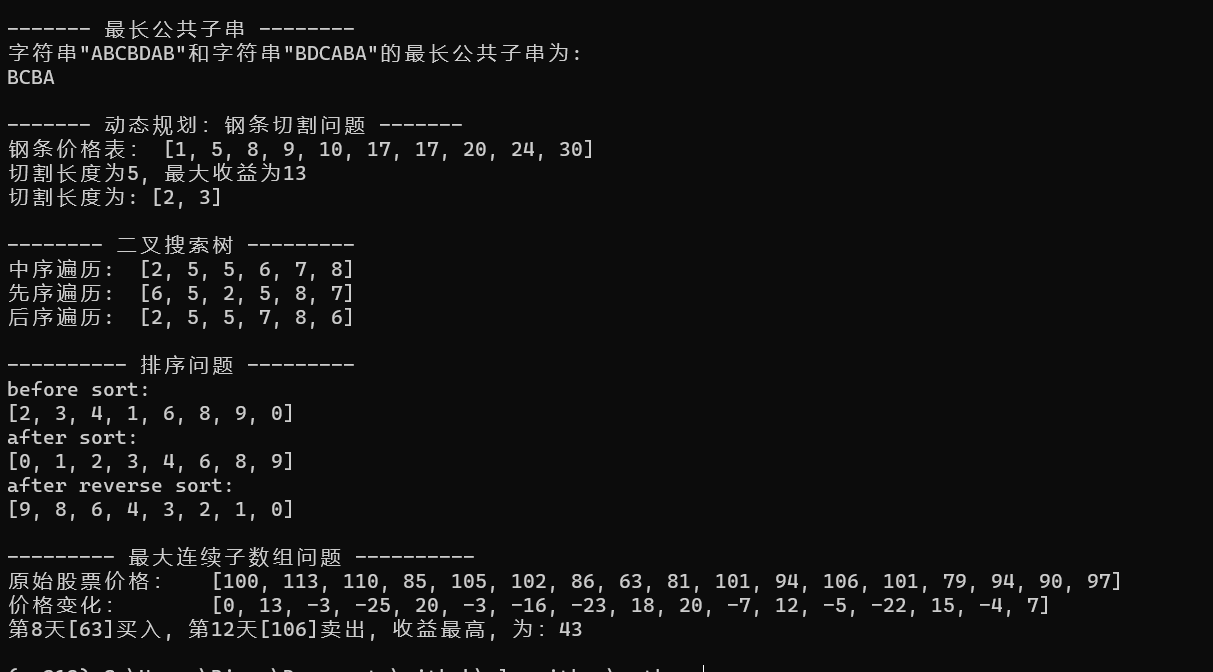 ------- 最长公共子串 --------
字符串"ABCBDAB"和字符串"BDCABA"的最长公共子串为:
BCBA
------- 动态规划: 钢条切割问题 -------
钢条价格表: [1, 5, 8, 9, 10, 17, 17, 20, 24, 30]
切割长度为5, 最大收益为13
切割长度为: [2, 3]
-------- 二叉搜索树 ---------
中序遍历: [2, 5, 5, 6, 7, 8]
先序遍历: [6, 5, 2, 5, 8, 7]
后序遍历: [2, 5, 5, 7, 8, 6]
---------- 排序问题 ---------
before sort:
[2, 3, 4, 1, 6, 8, 9, 0]
after sort:
[0, 1, 2, 3, 4, 6, 8, 9]
after reverse sort:
[9, 8, 6, 4, 3, 2, 1, 0]
--------- 最大连续子数组问题 ----------
原始股票价格: [100, 113, 110, 85, 105, 102, 86, 63, 81, 101, 94, 106, 101, 79, 94, 90, 97]
价格变化: [0, 13, -3, -25, 20, -3, -16, -23, 18, 20, -7, 12, -5, -22, 15, -4, 7]
第8天[63]买入, 第12天[106]卖出, 收益最高, 为: 43